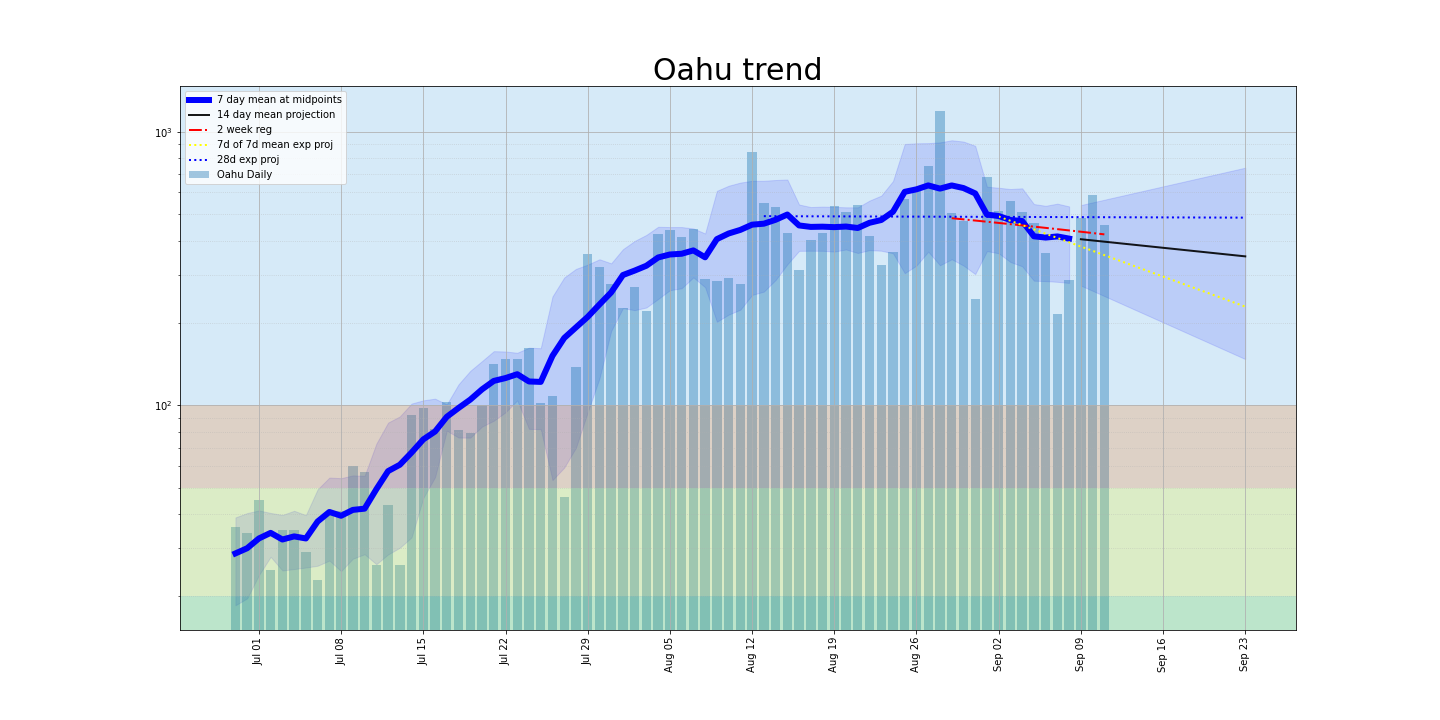 Oahu trend
7 day mean at midpoints
14 day mean projection
2 week reg
7d of 7d mean exp proj
28d exp proj
Oahu Daily
10³
10²
Jul 01
Jul 08
Jul 15
Jul 22
Jul 29
Aug 05
Aug 12
Aug 19
Aug 26
Sep 02
Sep 09
Sep 16
Sep 23